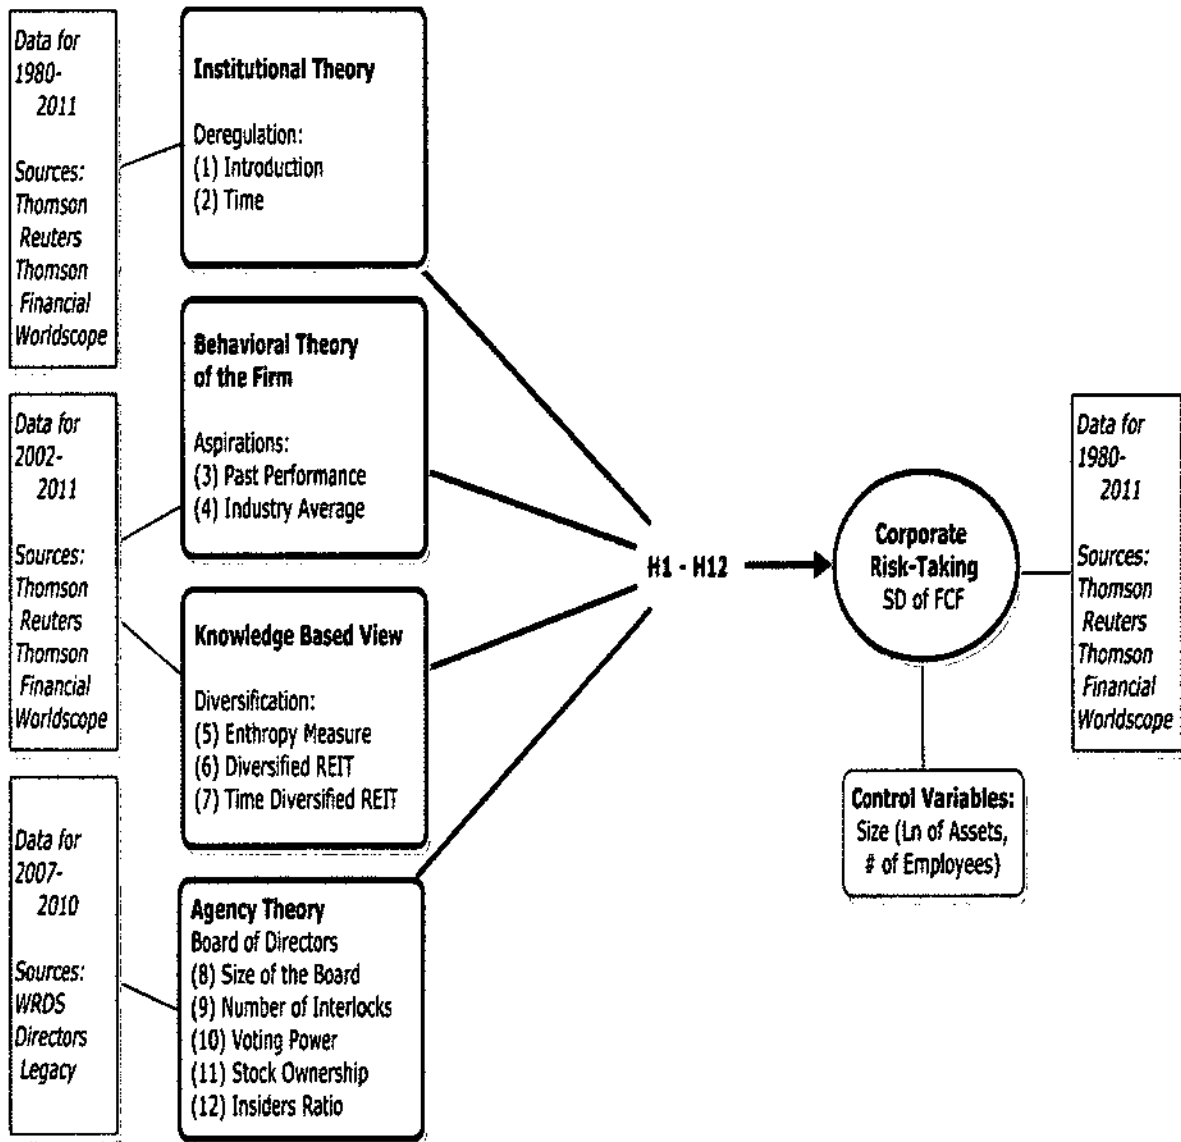 Data for
1980-
2011
Sources:
Thomson
Reuters
Thomson
Financial
Worldscope
Institutional Theory
Deregulation:
(1) Introduction
(2) Time
Data for
2002-
2011
Sources:
Thomson
Reuters
Thomson
Financial
Worldscope
Behavioral Theory
of the Firm
Aspirations:
(3) Past Performance
(4) Industry Average
Knowledge Based View
Diversification:
(5) Enthropy Measure
(6) Diversified REIT
(7) Time Diversified REIT
Data for
2007-
2010
Sources:
WRDS
Directors
Legacy
Agency Theory
Board of Directors
(8) Size of the Board
(9) Number of Interlocks
(10) Voting Power
(11) Stock Ownership
(12) Insiders Ratio
H1 - H12
Corporate
Risk-Taking
SD of FCF
Control Variables:
Size (Ln of Assets,
# of Employees)
Data for
1980-
2011
Sources:
Thomson
Reuters
Thomson
Financial
Worldscope